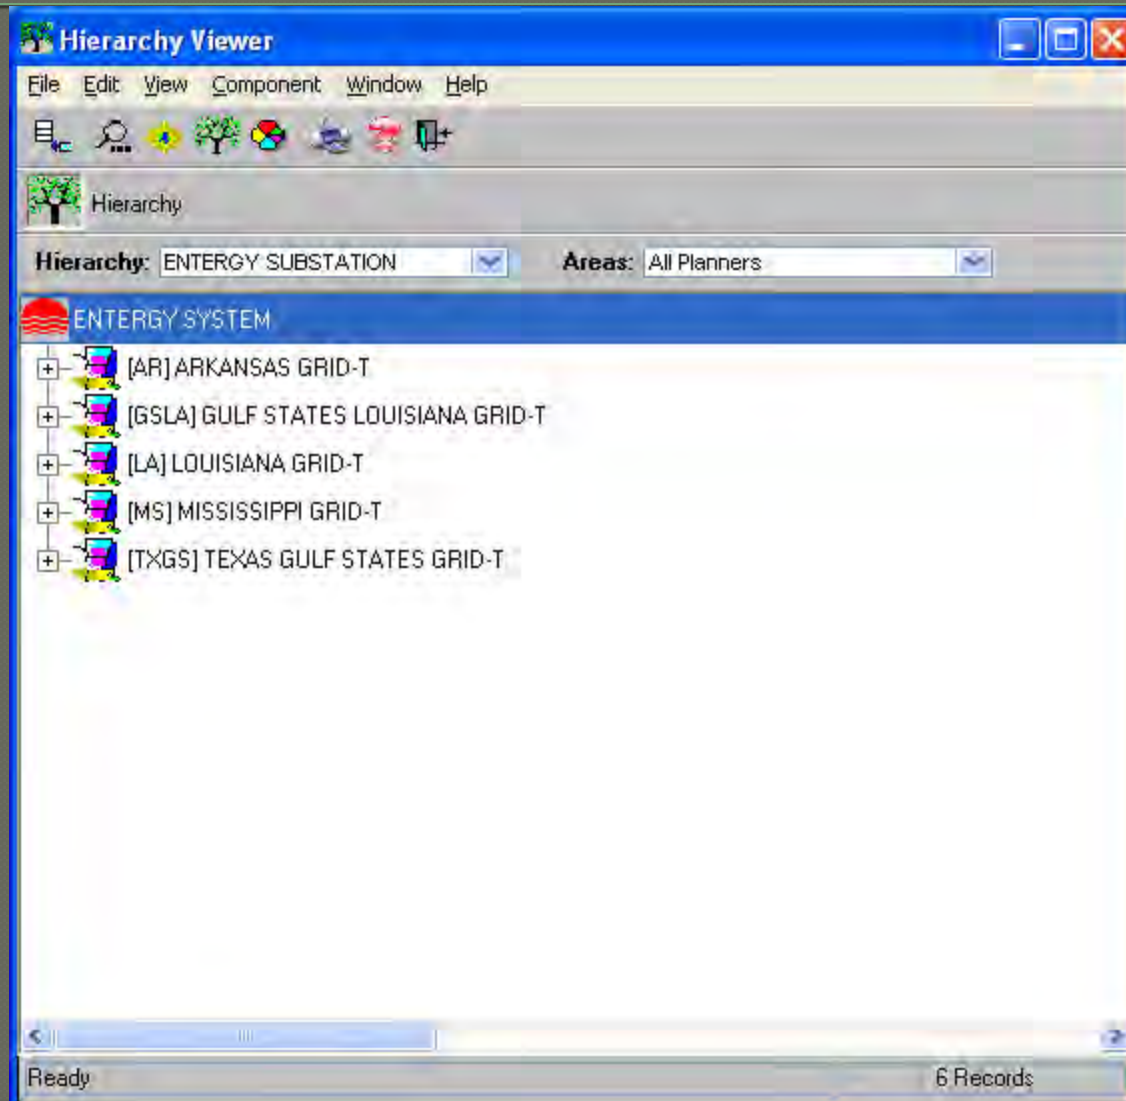 Hierarchy Viewer
File Edit View Component Window Help
Hierarchy
Hierarchy: ENTERGY SUBSTATION Areas: All Planners
ENTERGY SYSTEM
[AR] ARKANSAS GRID-T
[GSLA] GULF STATES LOUISIANA GRID-T
[LA] LOUISIANA GRID-T
[MS] MISSISSIPPI GRID-T
[TXGS] TEXAS GULF STATES GRID-T
Ready 6 Records